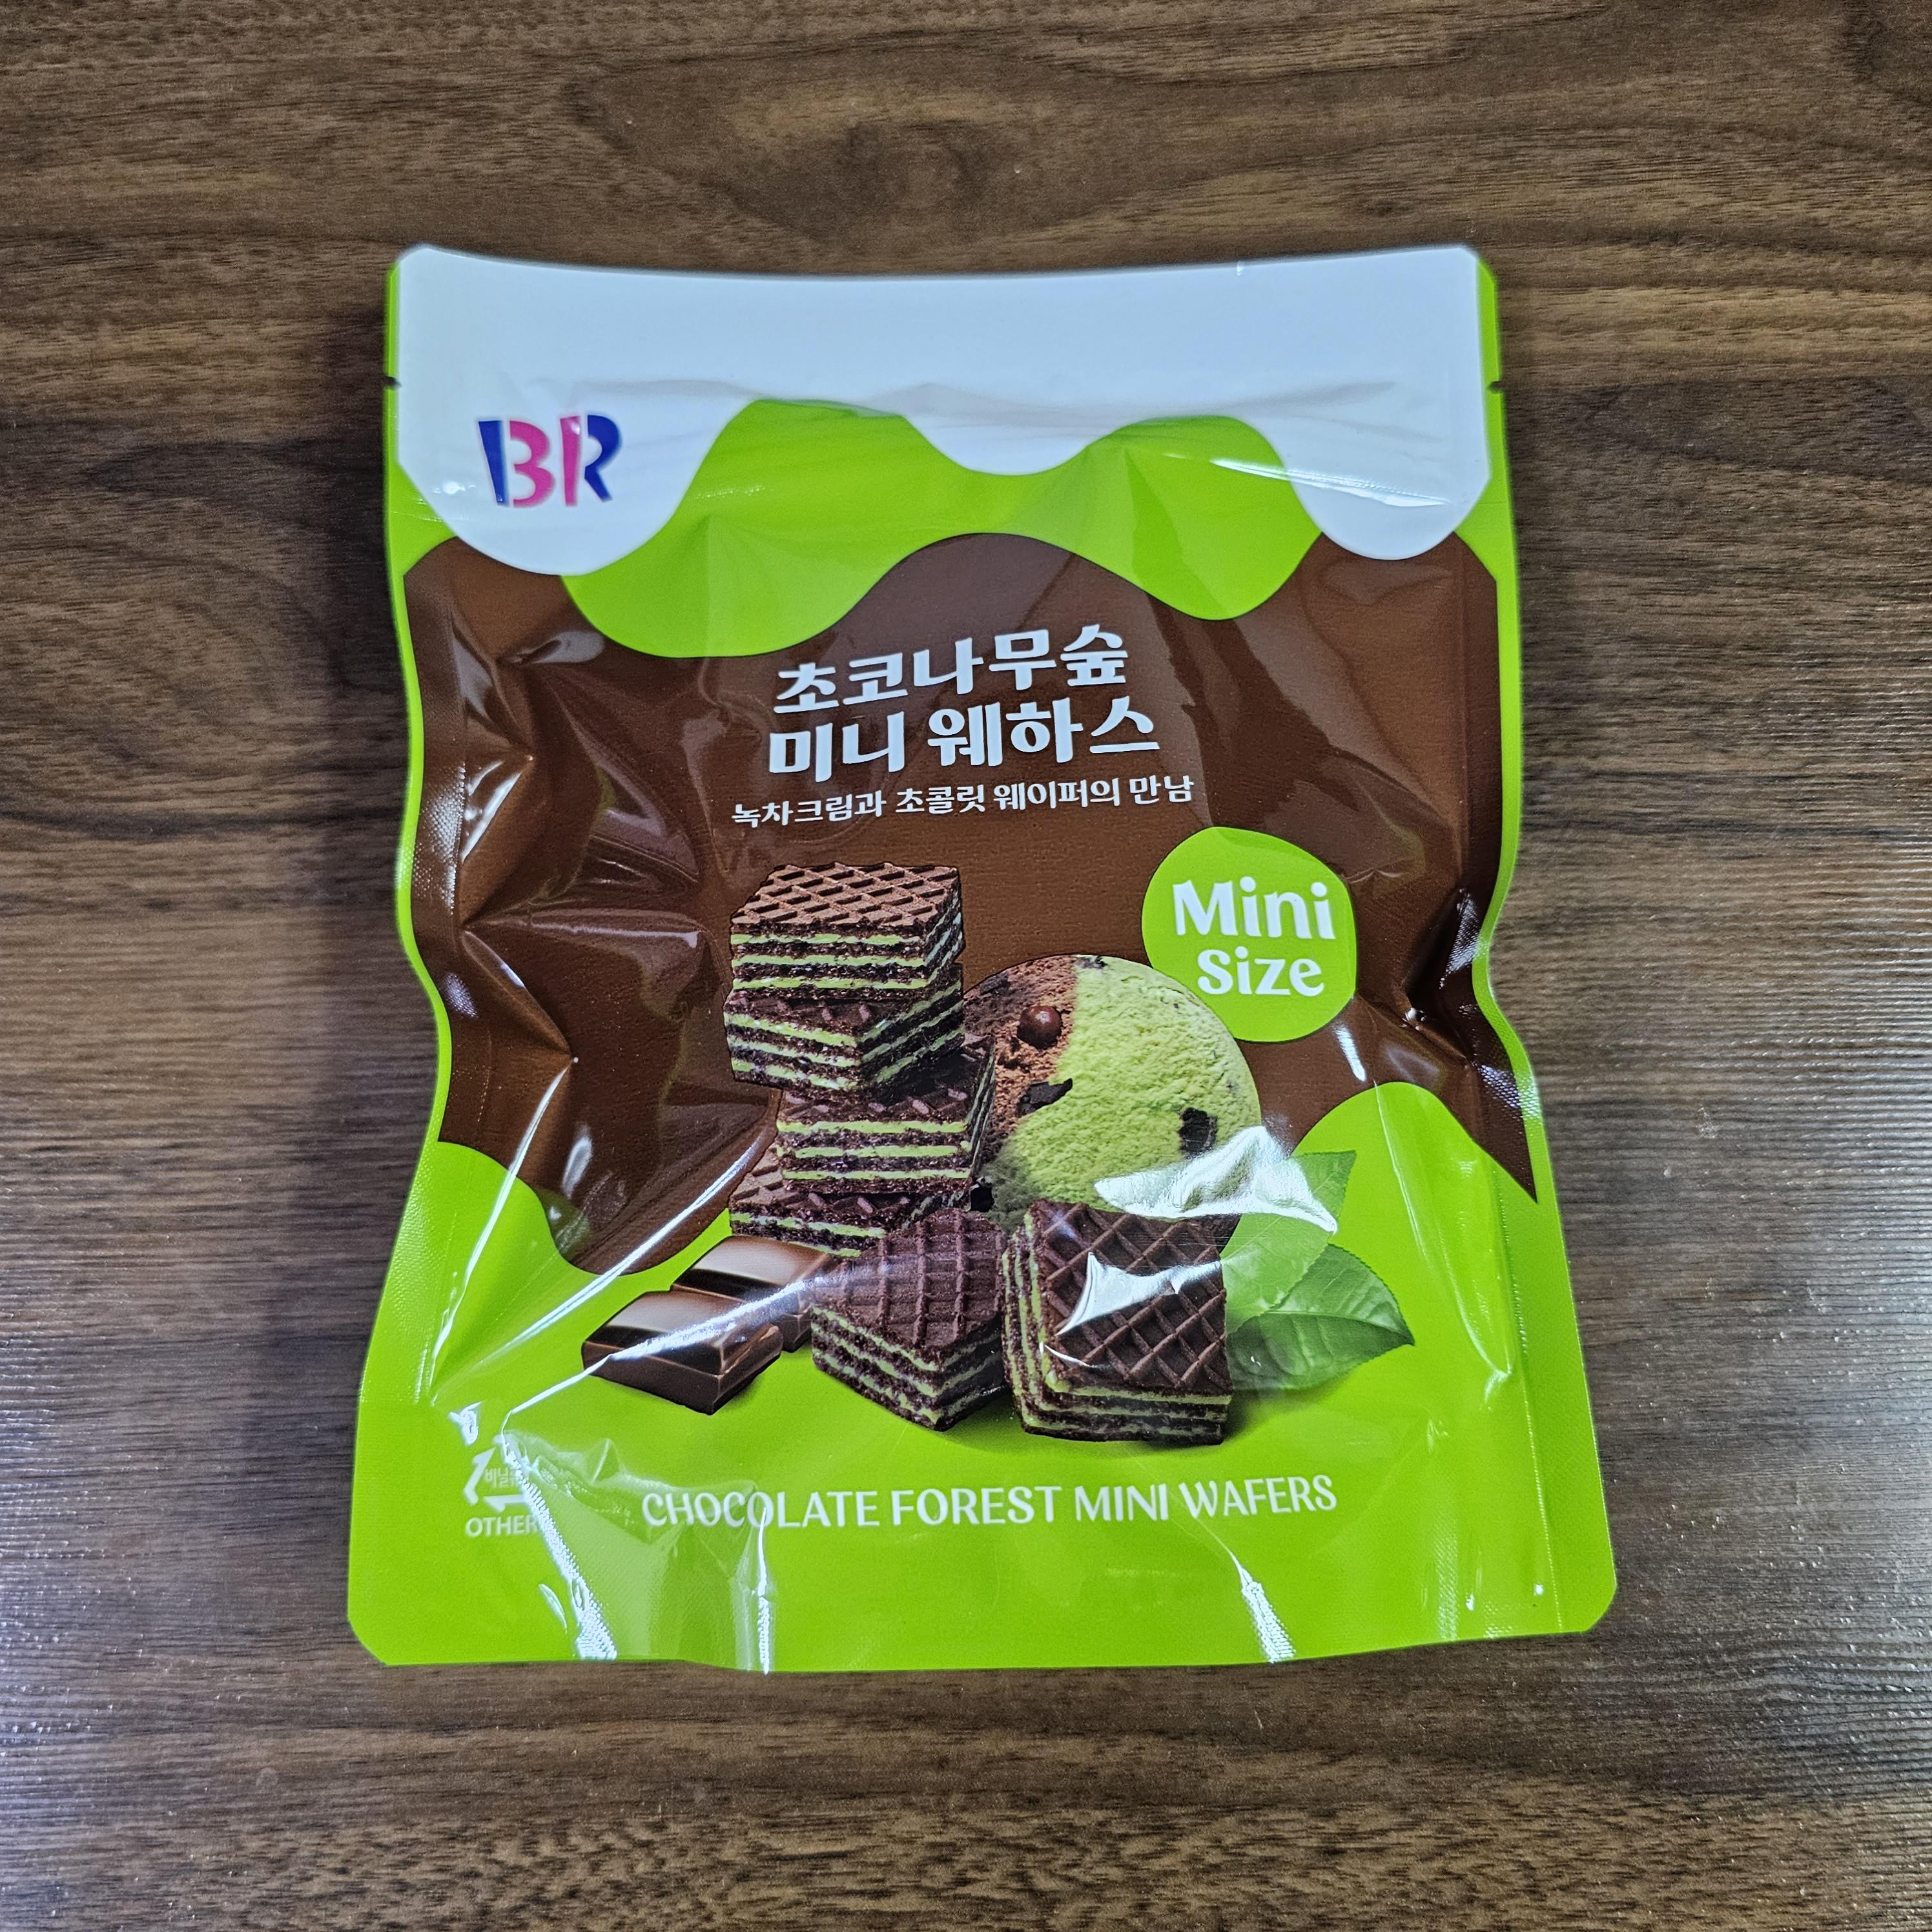 BR
초코나무숲
미니 웨하스
녹차크림과 초콜릿 웨이퍼의 만남
Mini
Size
OTHER
CHOCOLATE FOREST MINI WAFERS